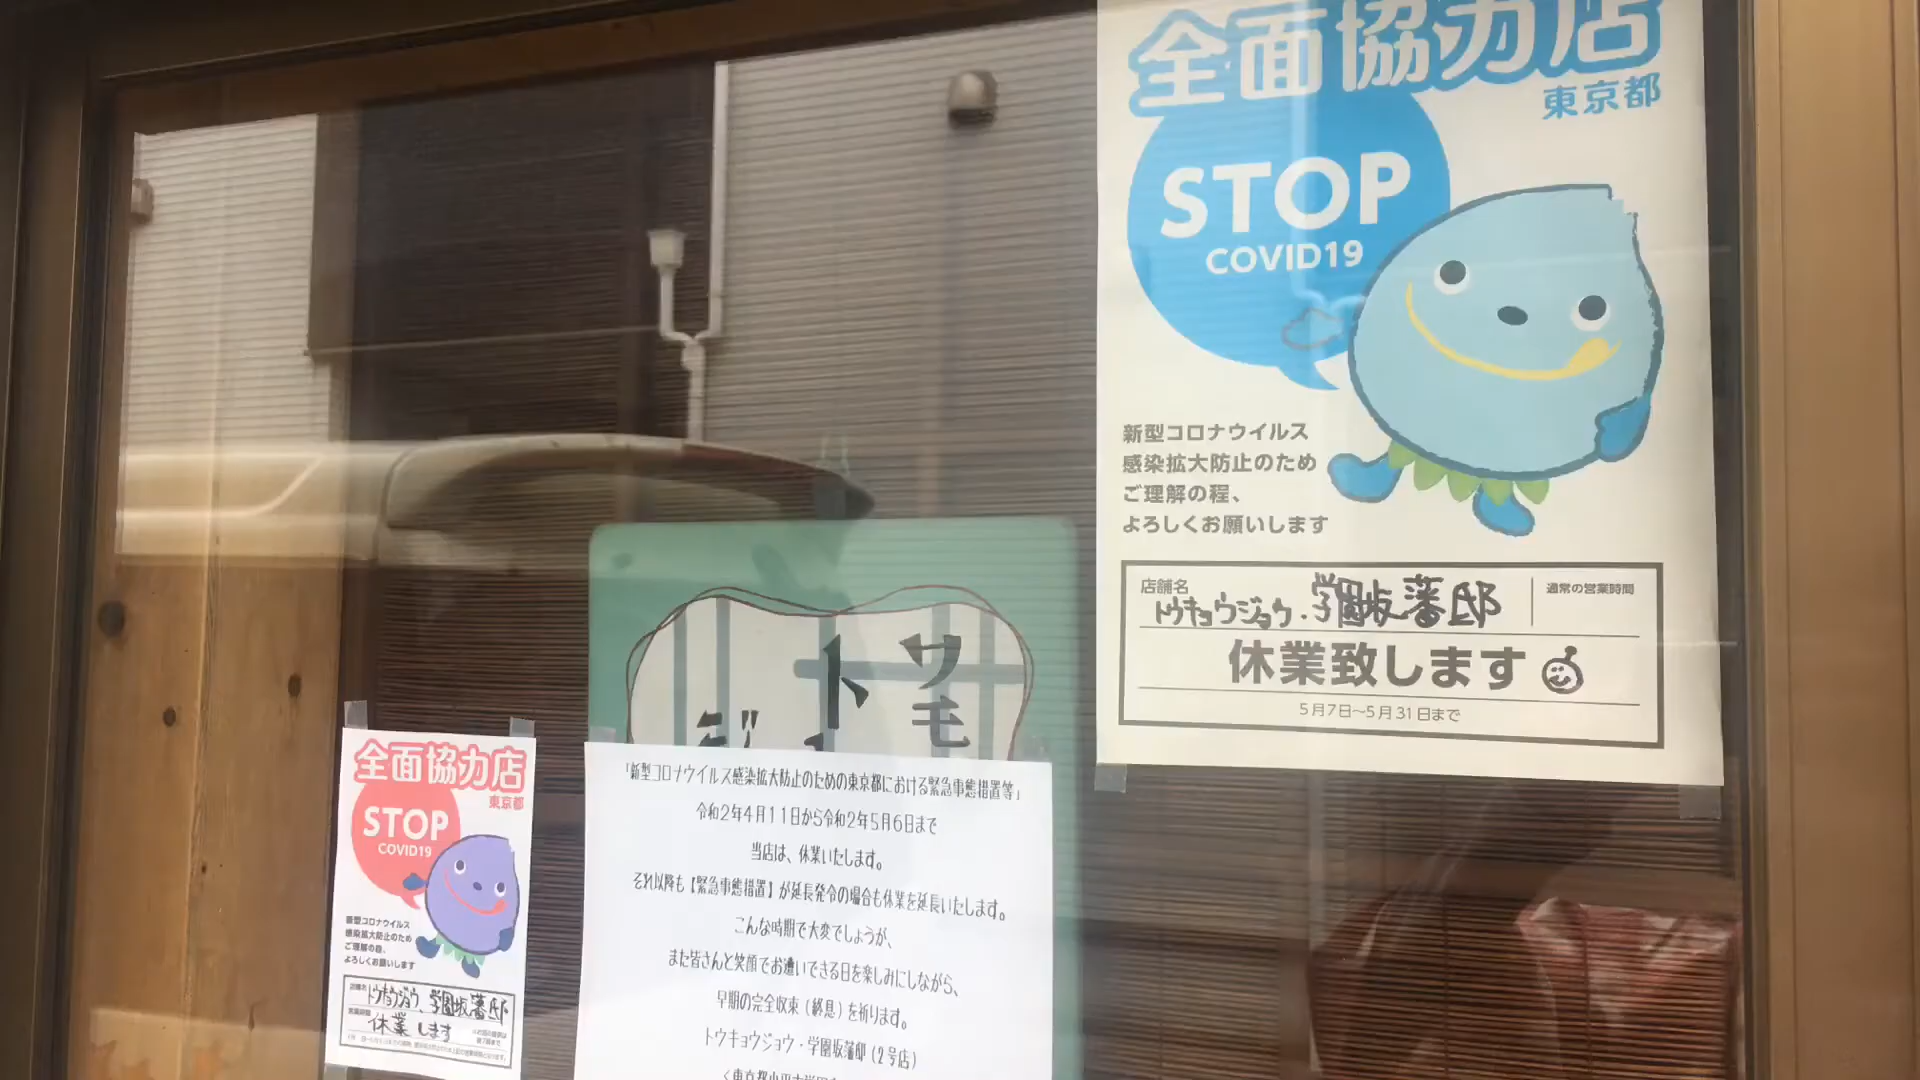 全面協力店
東京都
STOP
COVID19
新型コロナウイルス
感染拡大防止のため
ご理解の程、
よろしくお願いします
店舗名
トウキョウジョウ・学園坂藩邸
通常の営業時間
休業致します
5月7日～5月31日まで
サモ
ト
デ
全面協力店
東京都
STOP
COVID19
新型コロナウイルス
感染拡大防止のため
ご理解の程、
よろしくお願いします
店舗名
トウキョウジョウ、学園坂藩邸
営業時間
休業します
「新型コロナウイルス感染拡大防止のための東京都における緊急事態措置等」
令和2年4月11日から令和2年5月6日まで
当店は、休業いたします。
それ以降も【緊急事態措置】が延長発令の場合も休業を延長いたします。
こんな時期で大変でしょうが、
また皆さんと笑顔でお遭いできる日を楽しみにしながら、
早期の完全収束（終息）を祈ります。
トウキョウジョウ・学園坂藩邸（2号店）